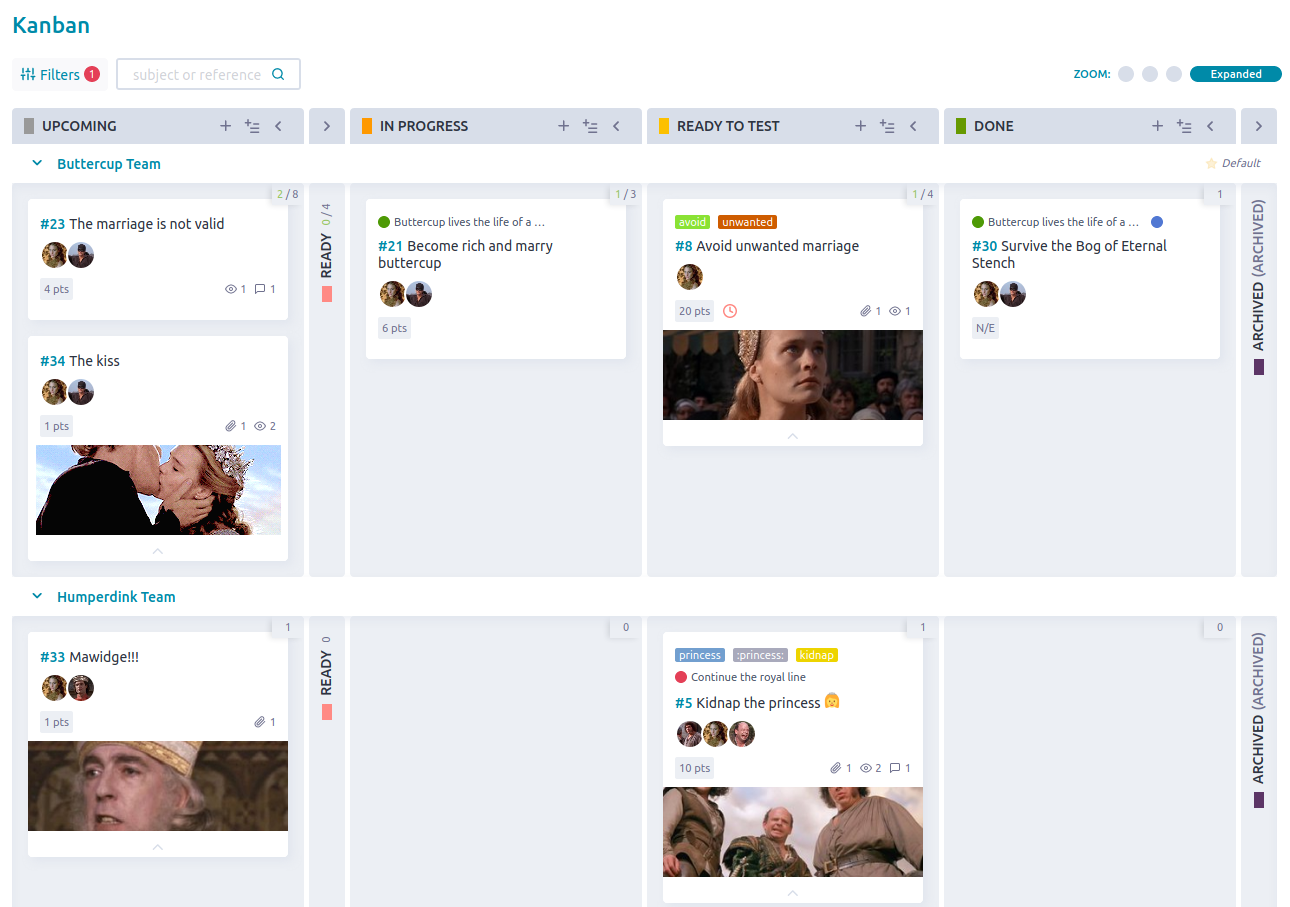 Kanban
Filters 1
subject or reference
ZOOM: Expanded
UPCOMING
IN PROGRESS
READY TO TEST
DONE
Buttercup Team
Default
2 / 8
#23 The marriage is not valid
4 pts
1 1
#34 The kiss
1 pts
1 2
READY 0 / 4
1 / 3
Buttercup lives the life of a ...
#21 Become rich and marry
buttercup
6 pts
1 / 4
avoid unwanted
#8 Avoid unwanted marriage
20 pts
1 1
1
Buttercup lives the life of a ...
#30 Survive the Bog of Eternal
Stench
N/E
ARCHIVED (ARCHIVED)
Humperdink Team
1
#33 Mawidge!!!
1 pts
1
READY 0
0
1
princess :princess: kidnap
Continue the royal line
#5 Kidnap the princess 👸
10 pts
1 2 1
0
ARCHIVED (ARCHIVED)